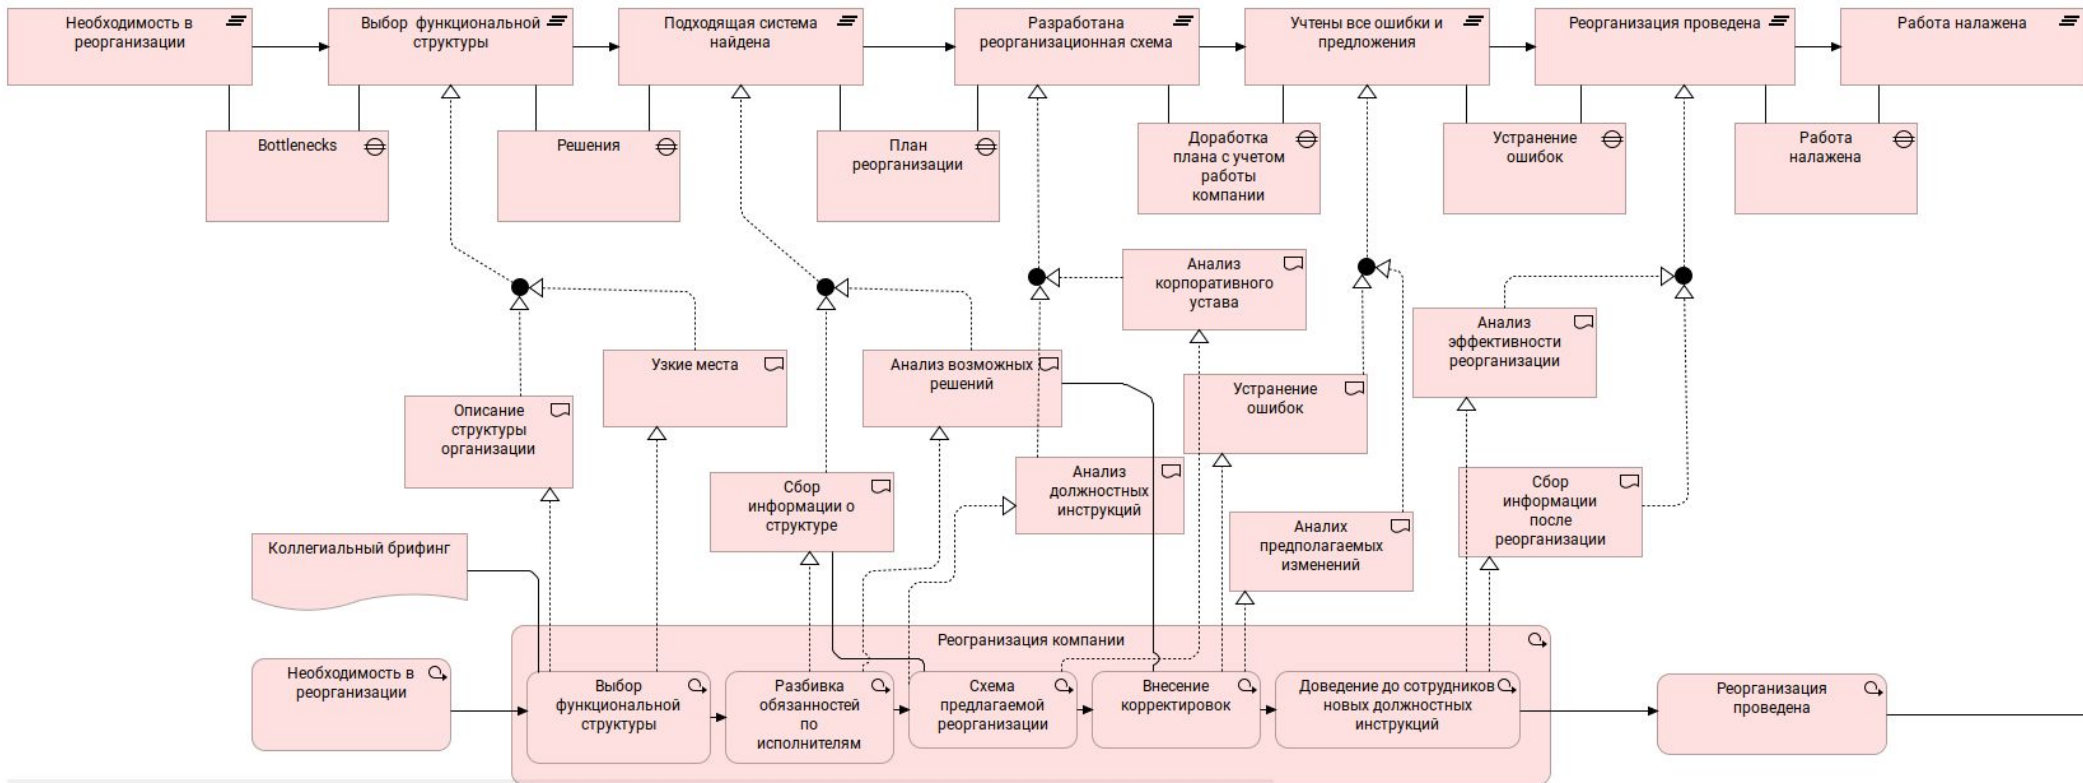 Необходимость в
реорганизации
Выбор функциональной
структуры
Подходящая система
найдена
Разработана
реорганизационная схема
Учтены все ошибки и
предложения
Реорганизация проведена
Работа налажена
Bottlenecks
Решения
План
реорганизации
Доработка
плана с учетом
работы
компании
Устранение
ошибок
Работа
налажена
Анализ
корпоративного
устава
Анализ
эффективности
реорганизации
Узкие места
Анализ возможных
решений
Устранение
ошибок
Описание
структуры
организации
Анализ
должностных
инструкций
Сбор
информации о
структуре
Сбор
информации
после
реорганизации
Аналих
предполагаемых
изменений
Коллегиальный брифинг
Реогранизация компании
Необходимость в
реорганизации
Выбор
функциональной
структуры
Разбивка
обязанностей
по
исполнителям
Схема
предлагаемой
реорганизации
Внесение
корректировок
Доведение до сотрудников
новых должностных
инструкций
Реорганизация
проведена